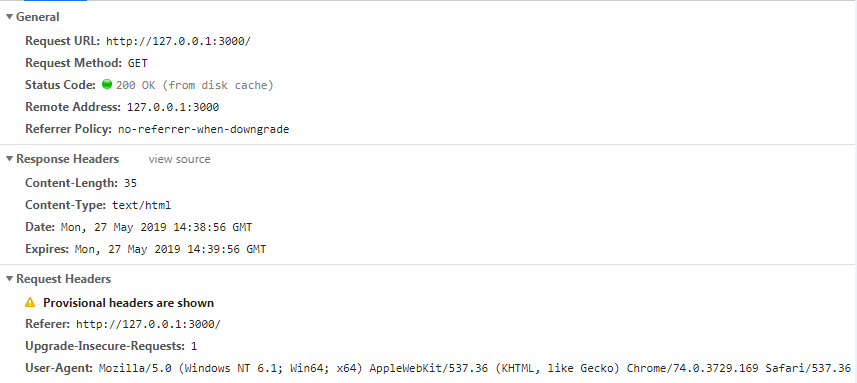 General
Request URL: http://127.0.0.1:3000/
Request Method: GET
Status Code: 200 OK (from disk cache)
Remote Address: 127.0.0.1:3000
Referrer Policy: no-referrer-when-downgrade
Response Headers view source
Content-Length: 35
Content-Type: text/html
Date: Mon, 27 May 2019 14:38:56 GMT
Expires: Mon, 27 May 2019 14:39:56 GMT
Request Headers
Provisional headers are shown
Referer: http://127.0.0.1:3000/
Upgrade-Insecure-Requests: 1
User-Agent: Mozilla/5.0 (Windows NT 6.1; Win64; x64) AppleWebKit/537.36 (KHTML, like Gecko) Chrome/74.0.3729.169 Safari/537.36